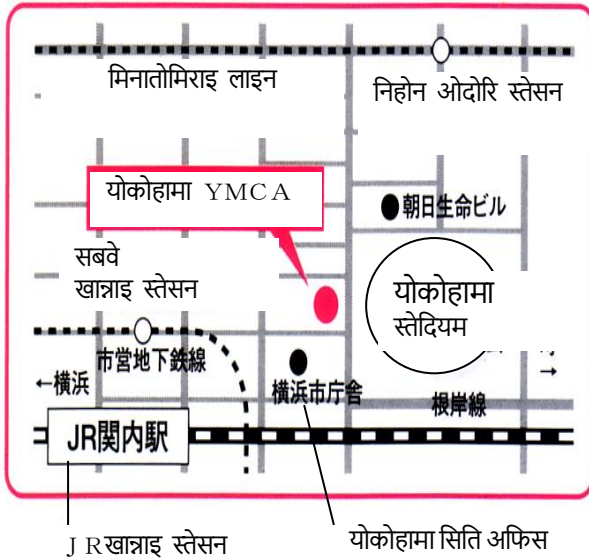 मिनातोमिराइ लाइन
निहोन ओदोरि स्तेसन
योकोहामा YMCA
朝日生命ビル
सबवे
खान्नाइ स्तेसन
योकोहामा
स्तेदियम
市営地下鉄線
←横浜
横浜市庁舎
根岸線
→
JR関内駅
ＪＲखान्नाइ स्तेसन
योकोहामा सिति अफिस